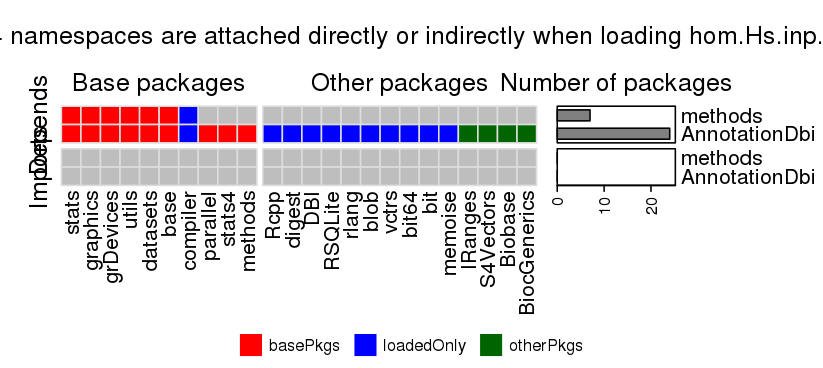 namespaces are attached directly or indirectly when loading hom.Hs.inp.
Base packages Other packages Number of packages
Depends
Imports
methods
AnnotationDbi
methods
AnnotationDbi
stats
graphics
grDevices
utils
datasets
base
compiler
parallel
stats4
methods
Rcpp
digest
DBI
RSQLite
rlang
blob
vctrs
bit64
bit
memoise
IRanges
S4Vectors
Biobase
BiocGenerics
0
10
20
basePkgs loadedOnly otherPkgs